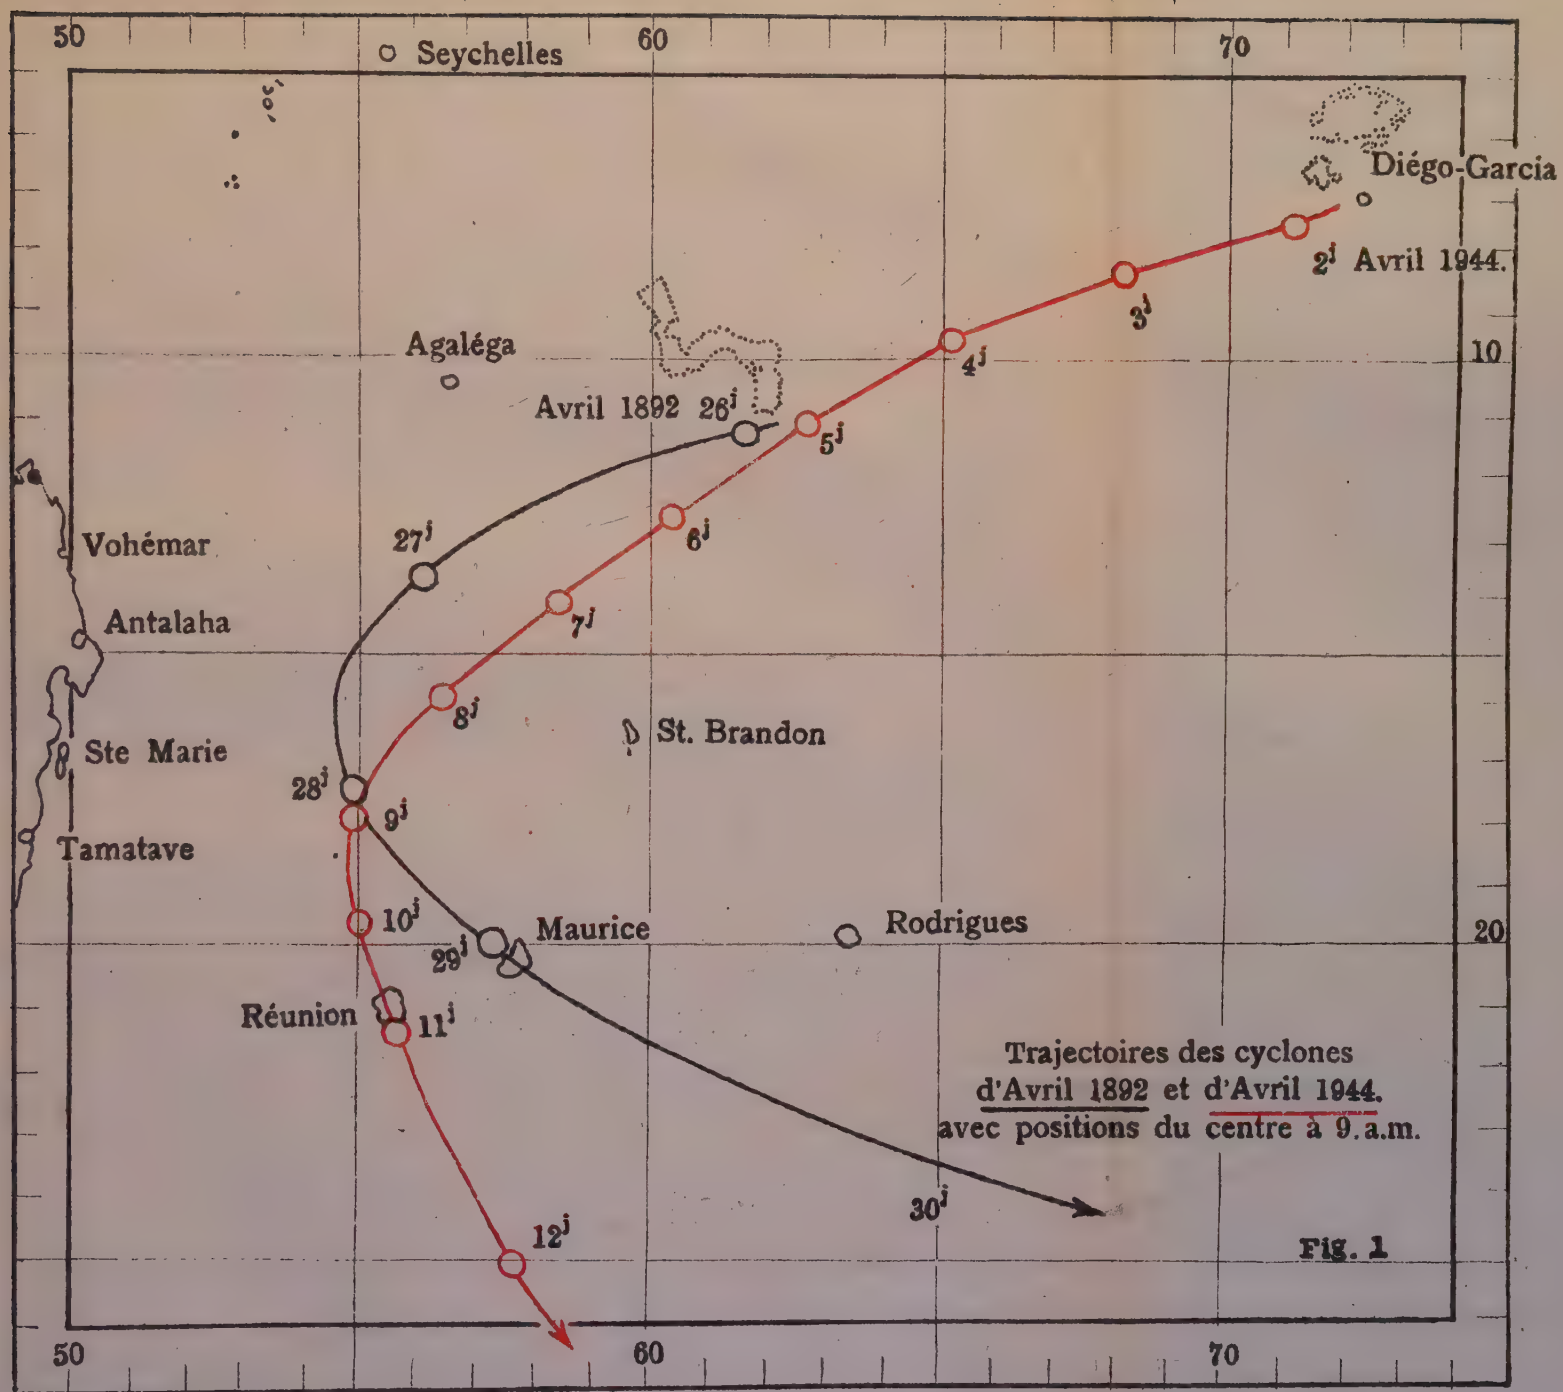 50 60 70
Seychelles
Diégo-Garcia
2j Avril 1944.
3j
Agaléga
4j
10
Avril 1892 26j
5j
6j
27j
Vohémar
7j
Antalaha
8j
St. Brandon
Ste Marie
28j
9j
Tamatave
10j
Maurice
Rodrigues
29j
20
Réunion
11j
Trajectoires des cyclones
d'Avril 1892 et d'Avril 1944.
avec positions du centre à 9.a.m.
30j
12j
Fig. 1
50 60 70